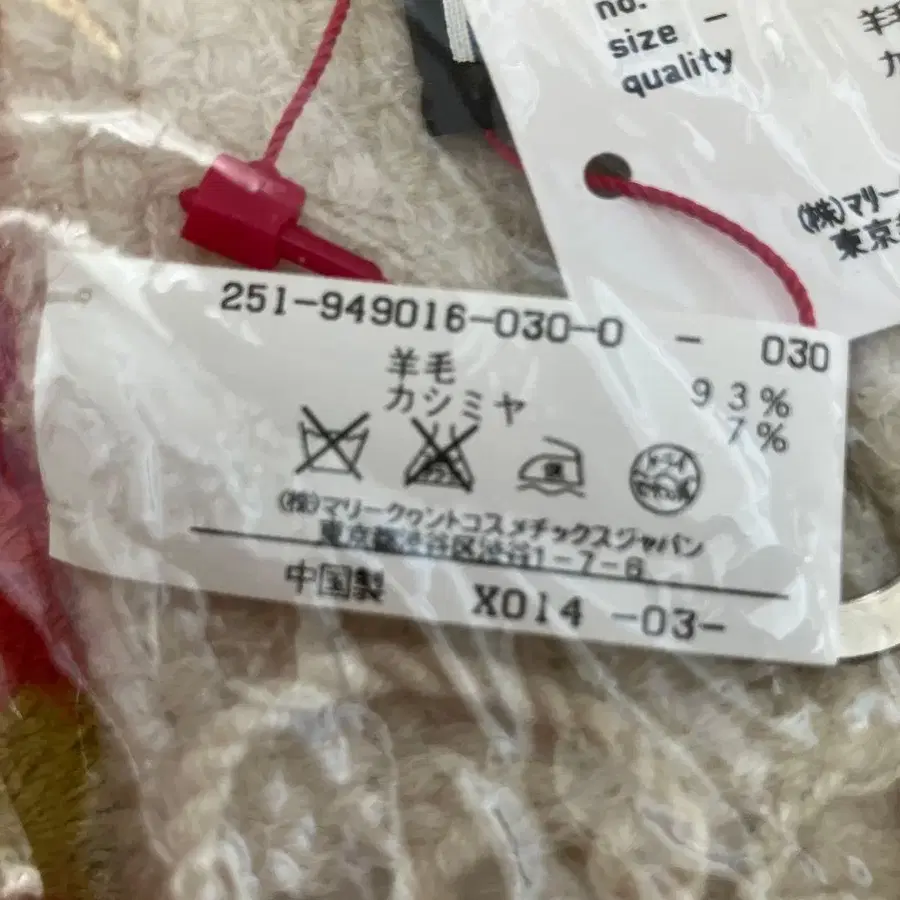 no.
size -
quality
羊
カ
(株)マリー
東京
251-949016-030-0 - 030
羊毛 93%
カシミヤ 7%
(株)マリークヮントコスメチックスジャパン
東京都渋谷区渋谷1-7-6
中国製 X014 -03-